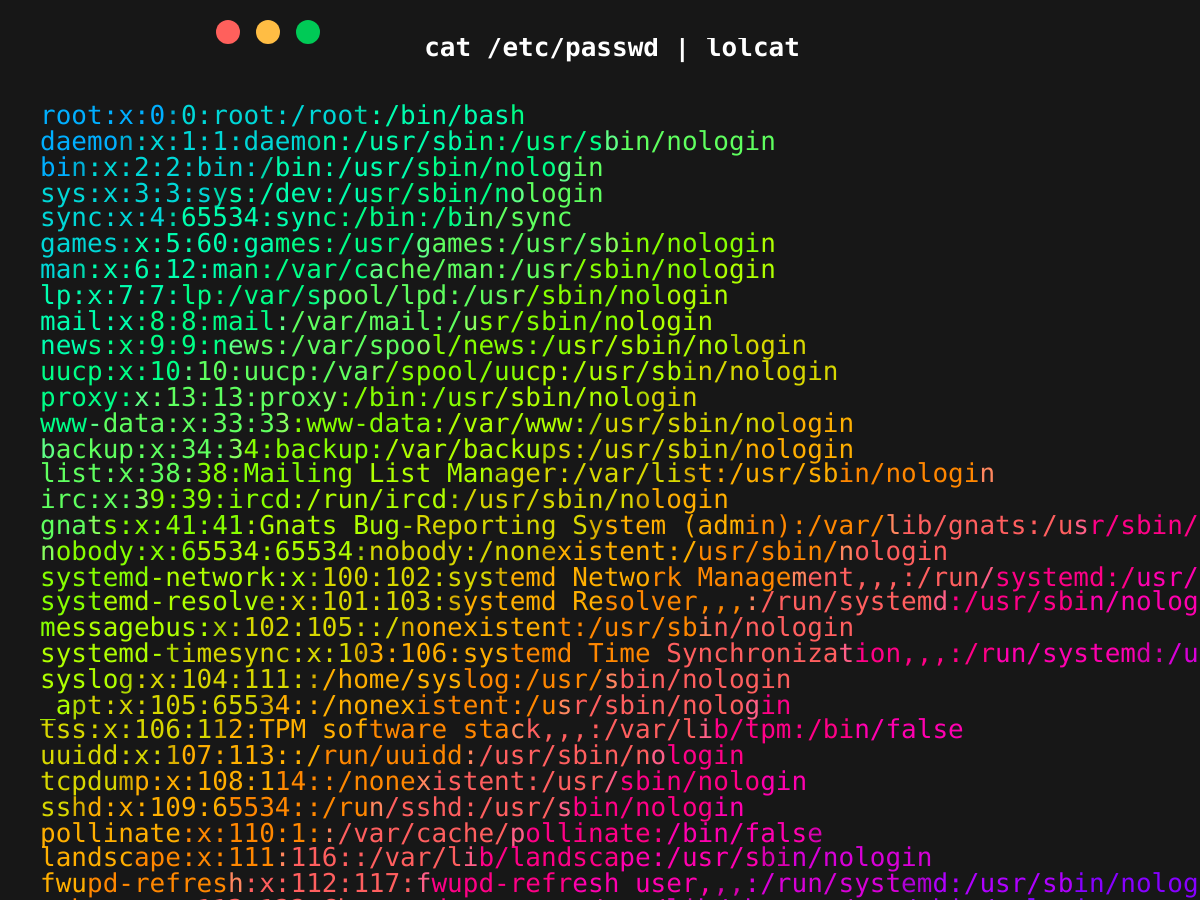 cat /etc/passwd | lolcat
root:x:0:0:root:/root:/bin/bash
daemon:x:1:1:daemon:/usr/sbin:/usr/sbin/nologin
bin:x:2:2:bin:/bin:/usr/sbin/nologin
sys:x:3:3:sys:/dev:/usr/sbin/nologin
sync:x:4:65534:sync:/bin:/bin/sync
games:x:5:60:games:/usr/games:/usr/sbin/nologin
man:x:6:12:man:/var/cache/man:/usr/sbin/nologin
lp:x:7:7:lp:/var/spool/lpd:/usr/sbin/nologin
mail:x:8:8:mail:/var/mail:/usr/sbin/nologin
news:x:9:9:news:/var/spool/news:/usr/sbin/nologin
uucp:x:10:10:uucp:/var/spool/uucp:/usr/sbin/nologin
proxy:x:13:13:proxy:/bin:/usr/sbin/nologin
www-data:x:33:33:www-data:/var/www:/usr/sbin/nologin
backup:x:34:34:backup:/var/backups:/usr/sbin/nologin
list:x:38:38:Mailing List Manager:/var/list:/usr/sbin/nologin
irc:x:39:39:ircd:/run/ircd:/usr/sbin/nologin
gnats:x:41:41:Gnats Bug-Reporting System (admin):/var/lib/gnats:/usr/sbin/
nobody:x:65534:65534:nobody:/nonexistent:/usr/sbin/nologin
systemd-network:x:100:102:systemd Network Management,,,:/run/systemd:/usr/
systemd-resolve:x:101:103:systemd Resolver,,,:/run/systemd:/usr/sbin/nolog
messagebus:x:102:105::/nonexistent:/usr/sbin/nologin
systemd-timesync:x:103:106:systemd Time Synchronization,,,:/run/systemd:/u
syslog:x:104:111::/home/syslog:/usr/sbin/nologin
_apt:x:105:65534::/nonexistent:/usr/sbin/nologin
tss:x:106:112:TPM software stack,,,:/var/lib/tpm:/bin/false
uuidd:x:107:113::/run/uuidd:/usr/sbin/nologin
tcpdump:x:108:114::/nonexistent:/usr/sbin/nologin
sshd:x:109:65534::/run/sshd:/usr/sbin/nologin
pollinate:x:110:1::/var/cache/pollinate:/bin/false
landscape:x:111:116::/var/lib/landscape:/usr/sbin/nologin
fwupd-refresh:x:112:117:fwupd-refresh user,,,:/run/systemd:/usr/sbin/nolog